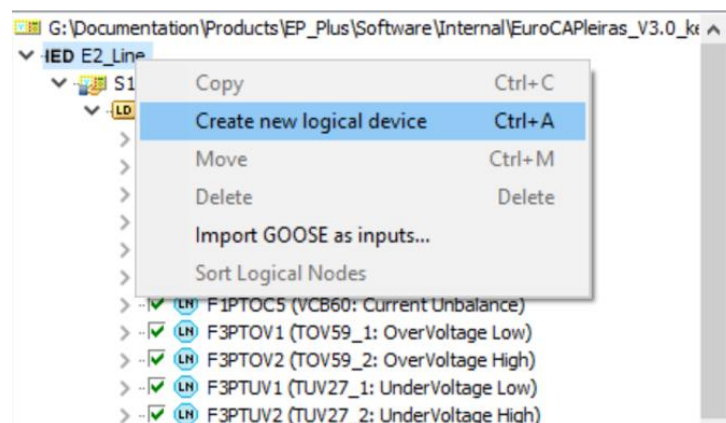 G:\Documentation\Products\EP_Plus\Software\Internal\EuroCAPleiras_V3.0_ke
IED E2_Line
S1
LD
Copy Ctrl+C
Create new logical device Ctrl+A
Move Ctrl+M
Delete Delete
Import GOOSE as inputs...
Sort Logical Nodes
LN F1PTOC5 (VCB60: Current Unbalance)
LN F3PTOV1 (TOV59_1: OverVoltage Low)
LN F3PTOV2 (TOV59_2: OverVoltage High)
LN F3PTUV1 (TUV27_1: UnderVoltage Low)
LN F3PTUV2 (TUV27_2: UnderVoltage High)